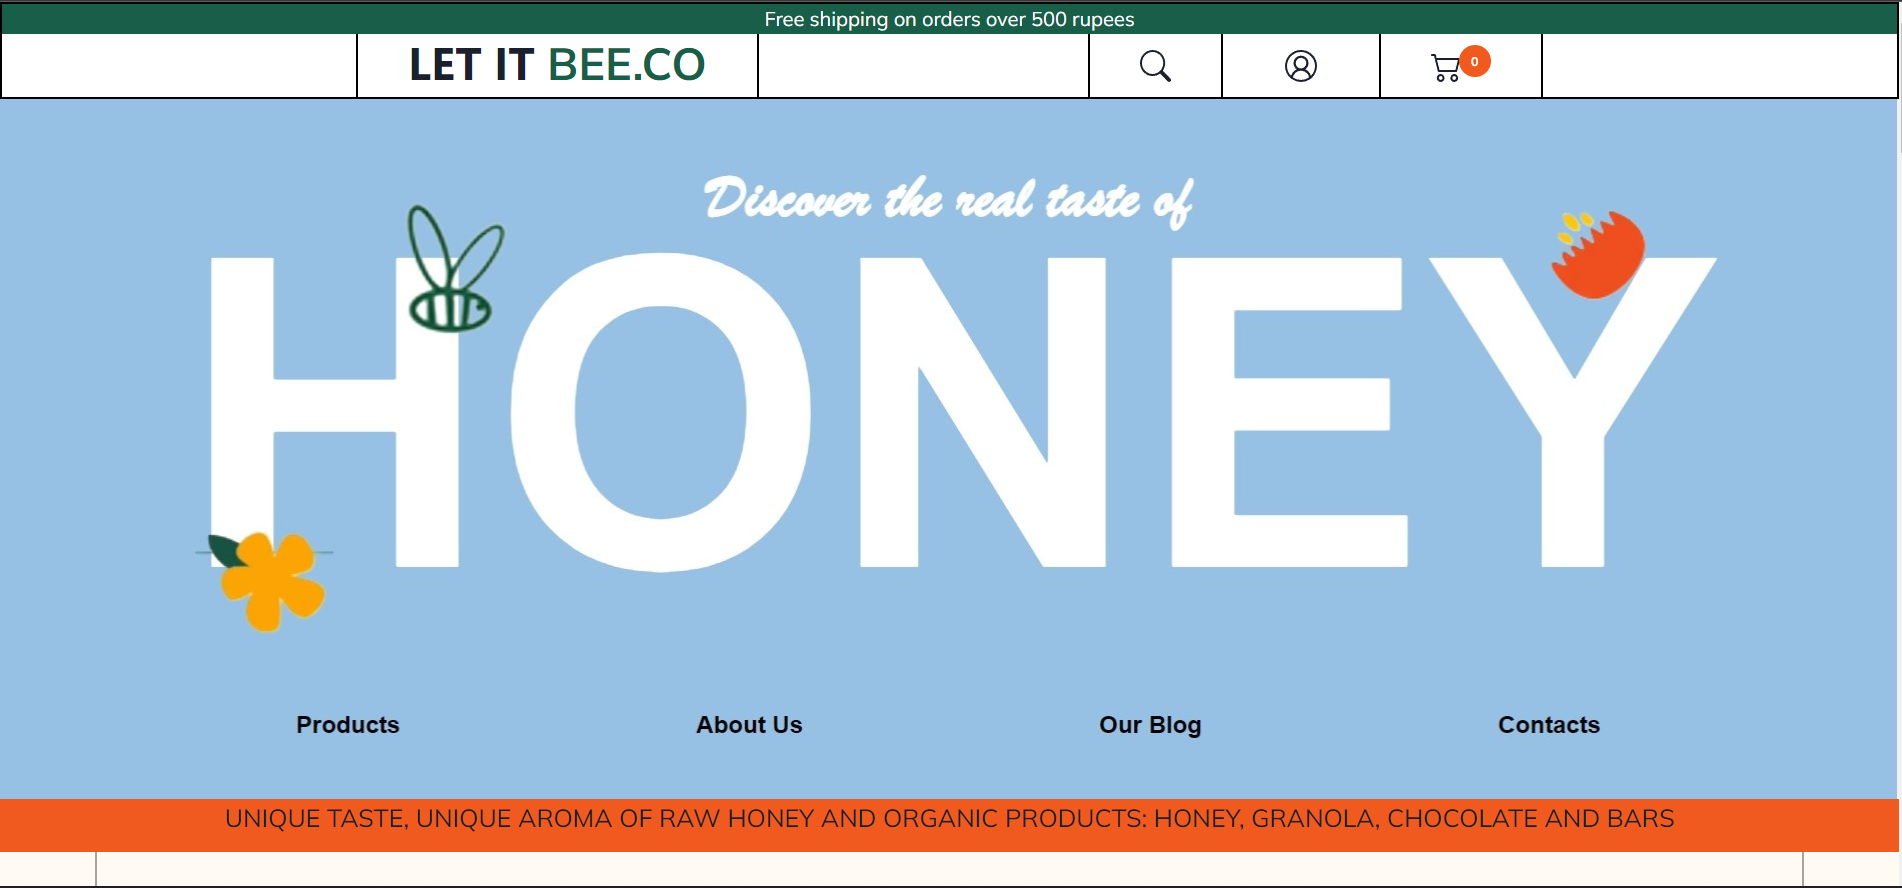 Free shipping on orders over 500 rupees
LET IT BEE.CO
0
Discover the real taste of
HONEY
Products
About Us
Our Blog
Contacts
UNIQUE TASTE, UNIQUE AROMA OF RAW HONEY AND ORGANIC PRODUCTS: HONEY, GRANOLA, CHOCOLATE AND BARS